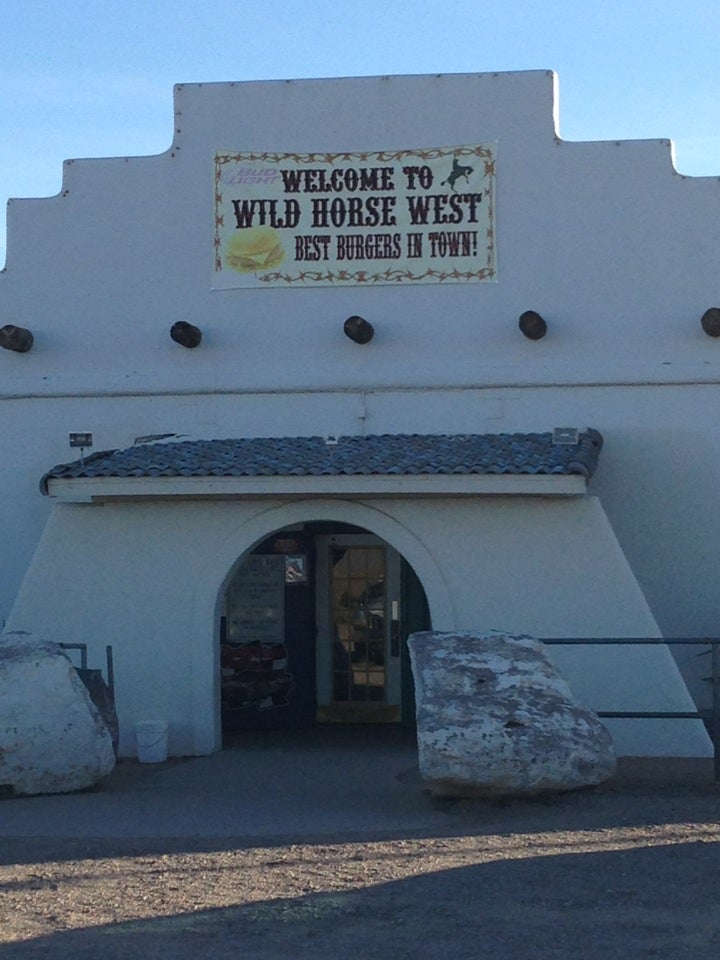 BUD
LIGHT
WELCOME TO
WILD HORSE WEST
BEST BURGERS IN TOWN!